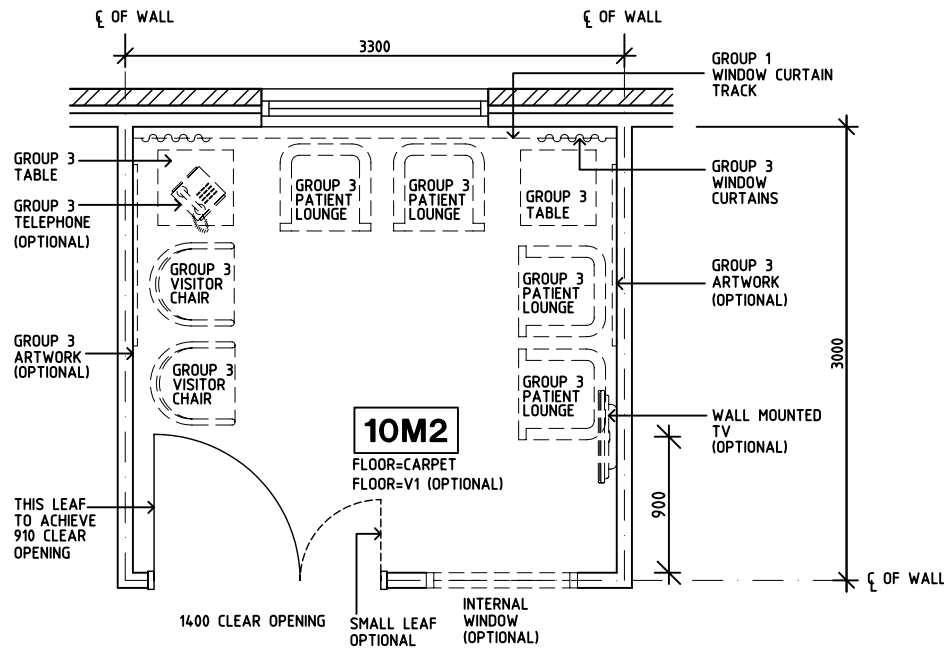 ℄ OF WALL
℄ OF WALL
3300
GROUP 1
WINDOW CURTAIN
TRACK
GROUP 3
TABLE
GROUP 3
TELEPHONE
(OPTIONAL)
GROUP 3
PATIENT
LOUNGE
GROUP 3
PATIENT
LOUNGE
GROUP 3
TABLE
GROUP 3
WINDOW
CURTAINS
GROUP 3
VISITOR
CHAIR
GROUP 3
PATIENT
LOUNGE
GROUP 3
ARTWORK
(OPTIONAL)
GROUP 3
ARTWORK
(OPTIONAL)
GROUP 3
VISITOR
CHAIR
GROUP 3
PATIENT
LOUNGE
3000
10M2
FLOOR=CARPET
FLOOR=V1 (OPTIONAL)
WALL MOUNTED
TV
(OPTIONAL)
900
THIS LEAF
TO ACHIEVE
910 CLEAR
OPENING
℄ OF WALL
1400 CLEAR OPENING
SMALL LEAF
OPTIONAL
INTERNAL
WINDOW
(OPTIONAL)